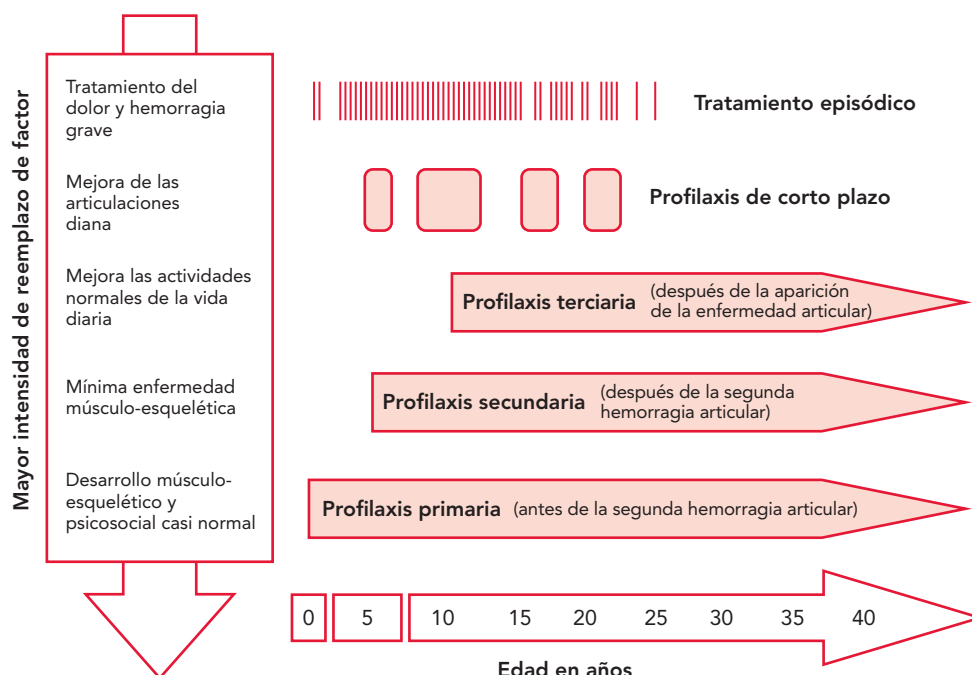 Mayor intensidad de reemplazo de factor
Tratamiento del
dolor y hemorragia
grave
Tratamiento episódico
Mejora de las
articulaciones
diana
Profilaxis de corto plazo
Mejora las actividades
normales de la vida
diaria
Profilaxis terciaria (después de la aparición
de la enfermedad articular)
Mínima enfermedad
músculo-esquelética
Profilaxis secundaria (después de la segunda
hemorragia articular)
Desarrollo músculo-
esquelético y
psicosocial casi normal
Profilaxis primaria (antes de la segunda hemorragia articular)
0 5 10 15 20 25 30 35 40
Edad en años